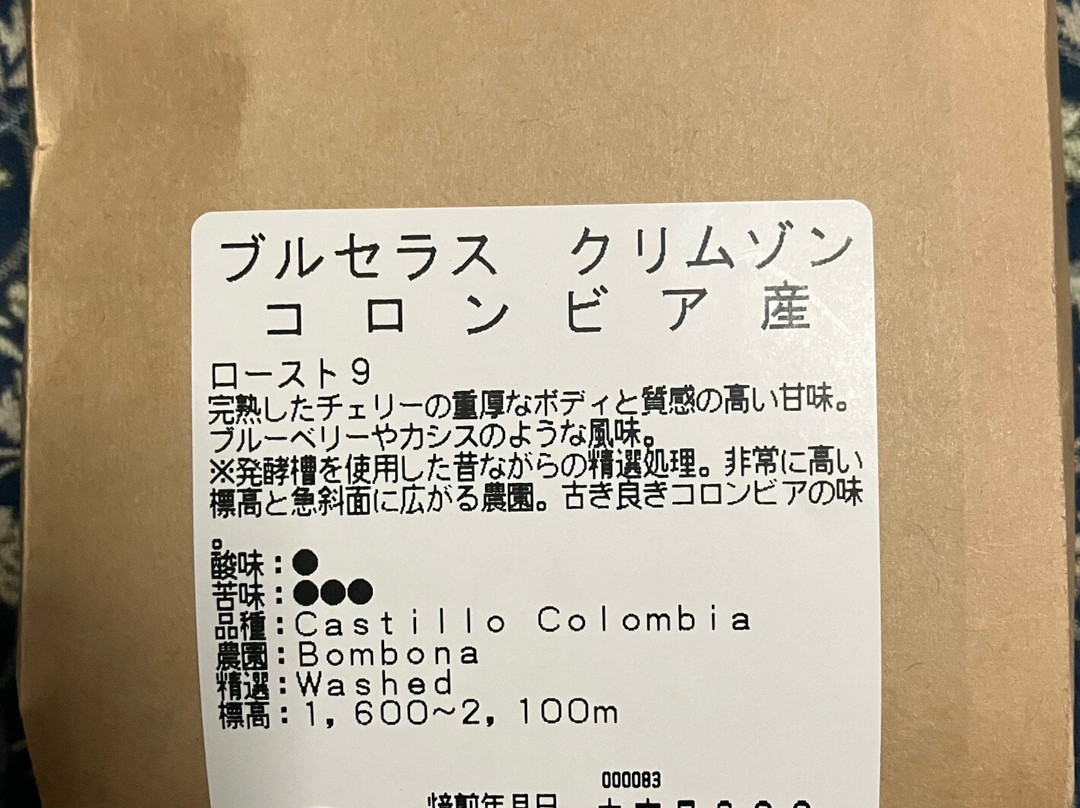 ブルセラス　クリムゾン
コロンビア産
ロースト9
完熟したチェリーの重厚なボディと質感の高い甘味。
ブルーベリーやカシスのような風味。
※発酵槽を使用した昔ながらの精選処理。非常に高い
標高と急斜面に広がる農園。古き良きコロンビアの味
。
酸味:●
苦味:●●●
品種:Castillo Colombia
農園:Bombona
精選:Washed
標高:1,600～2,100m
000083
焙煎年月日